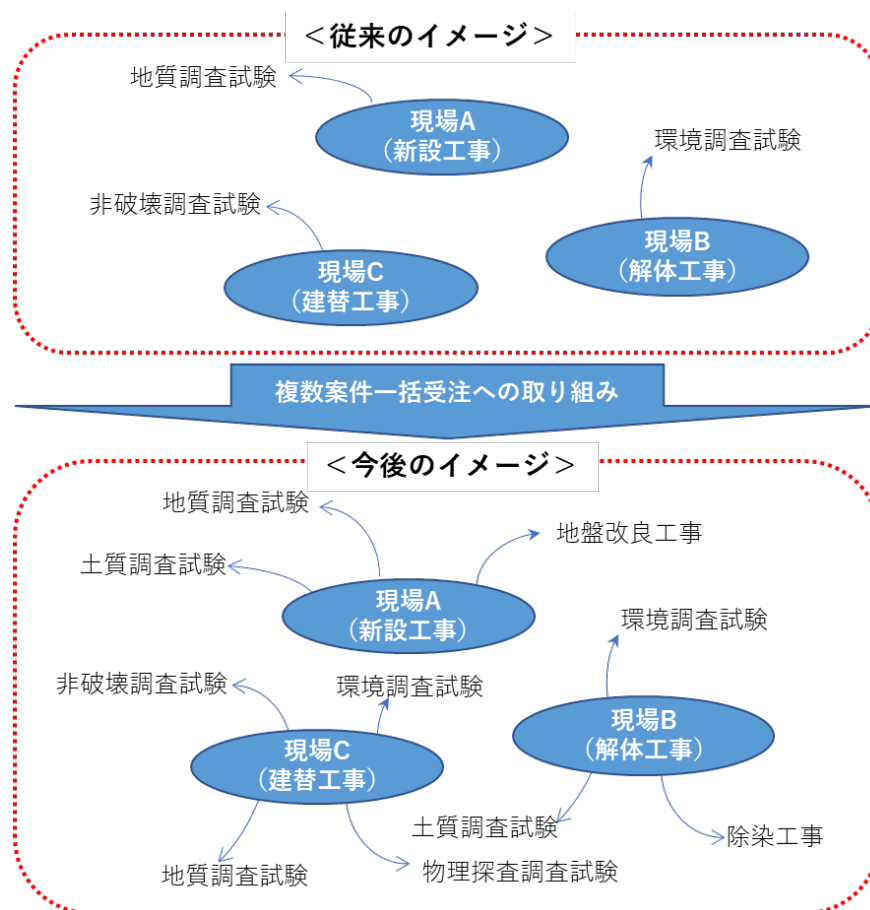 ＜従来のイメージ＞
地質調査試験
現場A
（新設工事）
環境調査試験
非破壊調査試験
現場B
（解体工事）
現場C
（建替工事）
複数案件一括受注への取り組み
＜今後のイメージ＞
地質調査試験
地盤改良工事
土質調査試験
現場A
（新設工事）
環境調査試験
非破壊調査試験
環境調査試験
現場B
（解体工事）
現場C
（建替工事）
土質調査試験
除染工事
地質調査試験
物理探査調査試験